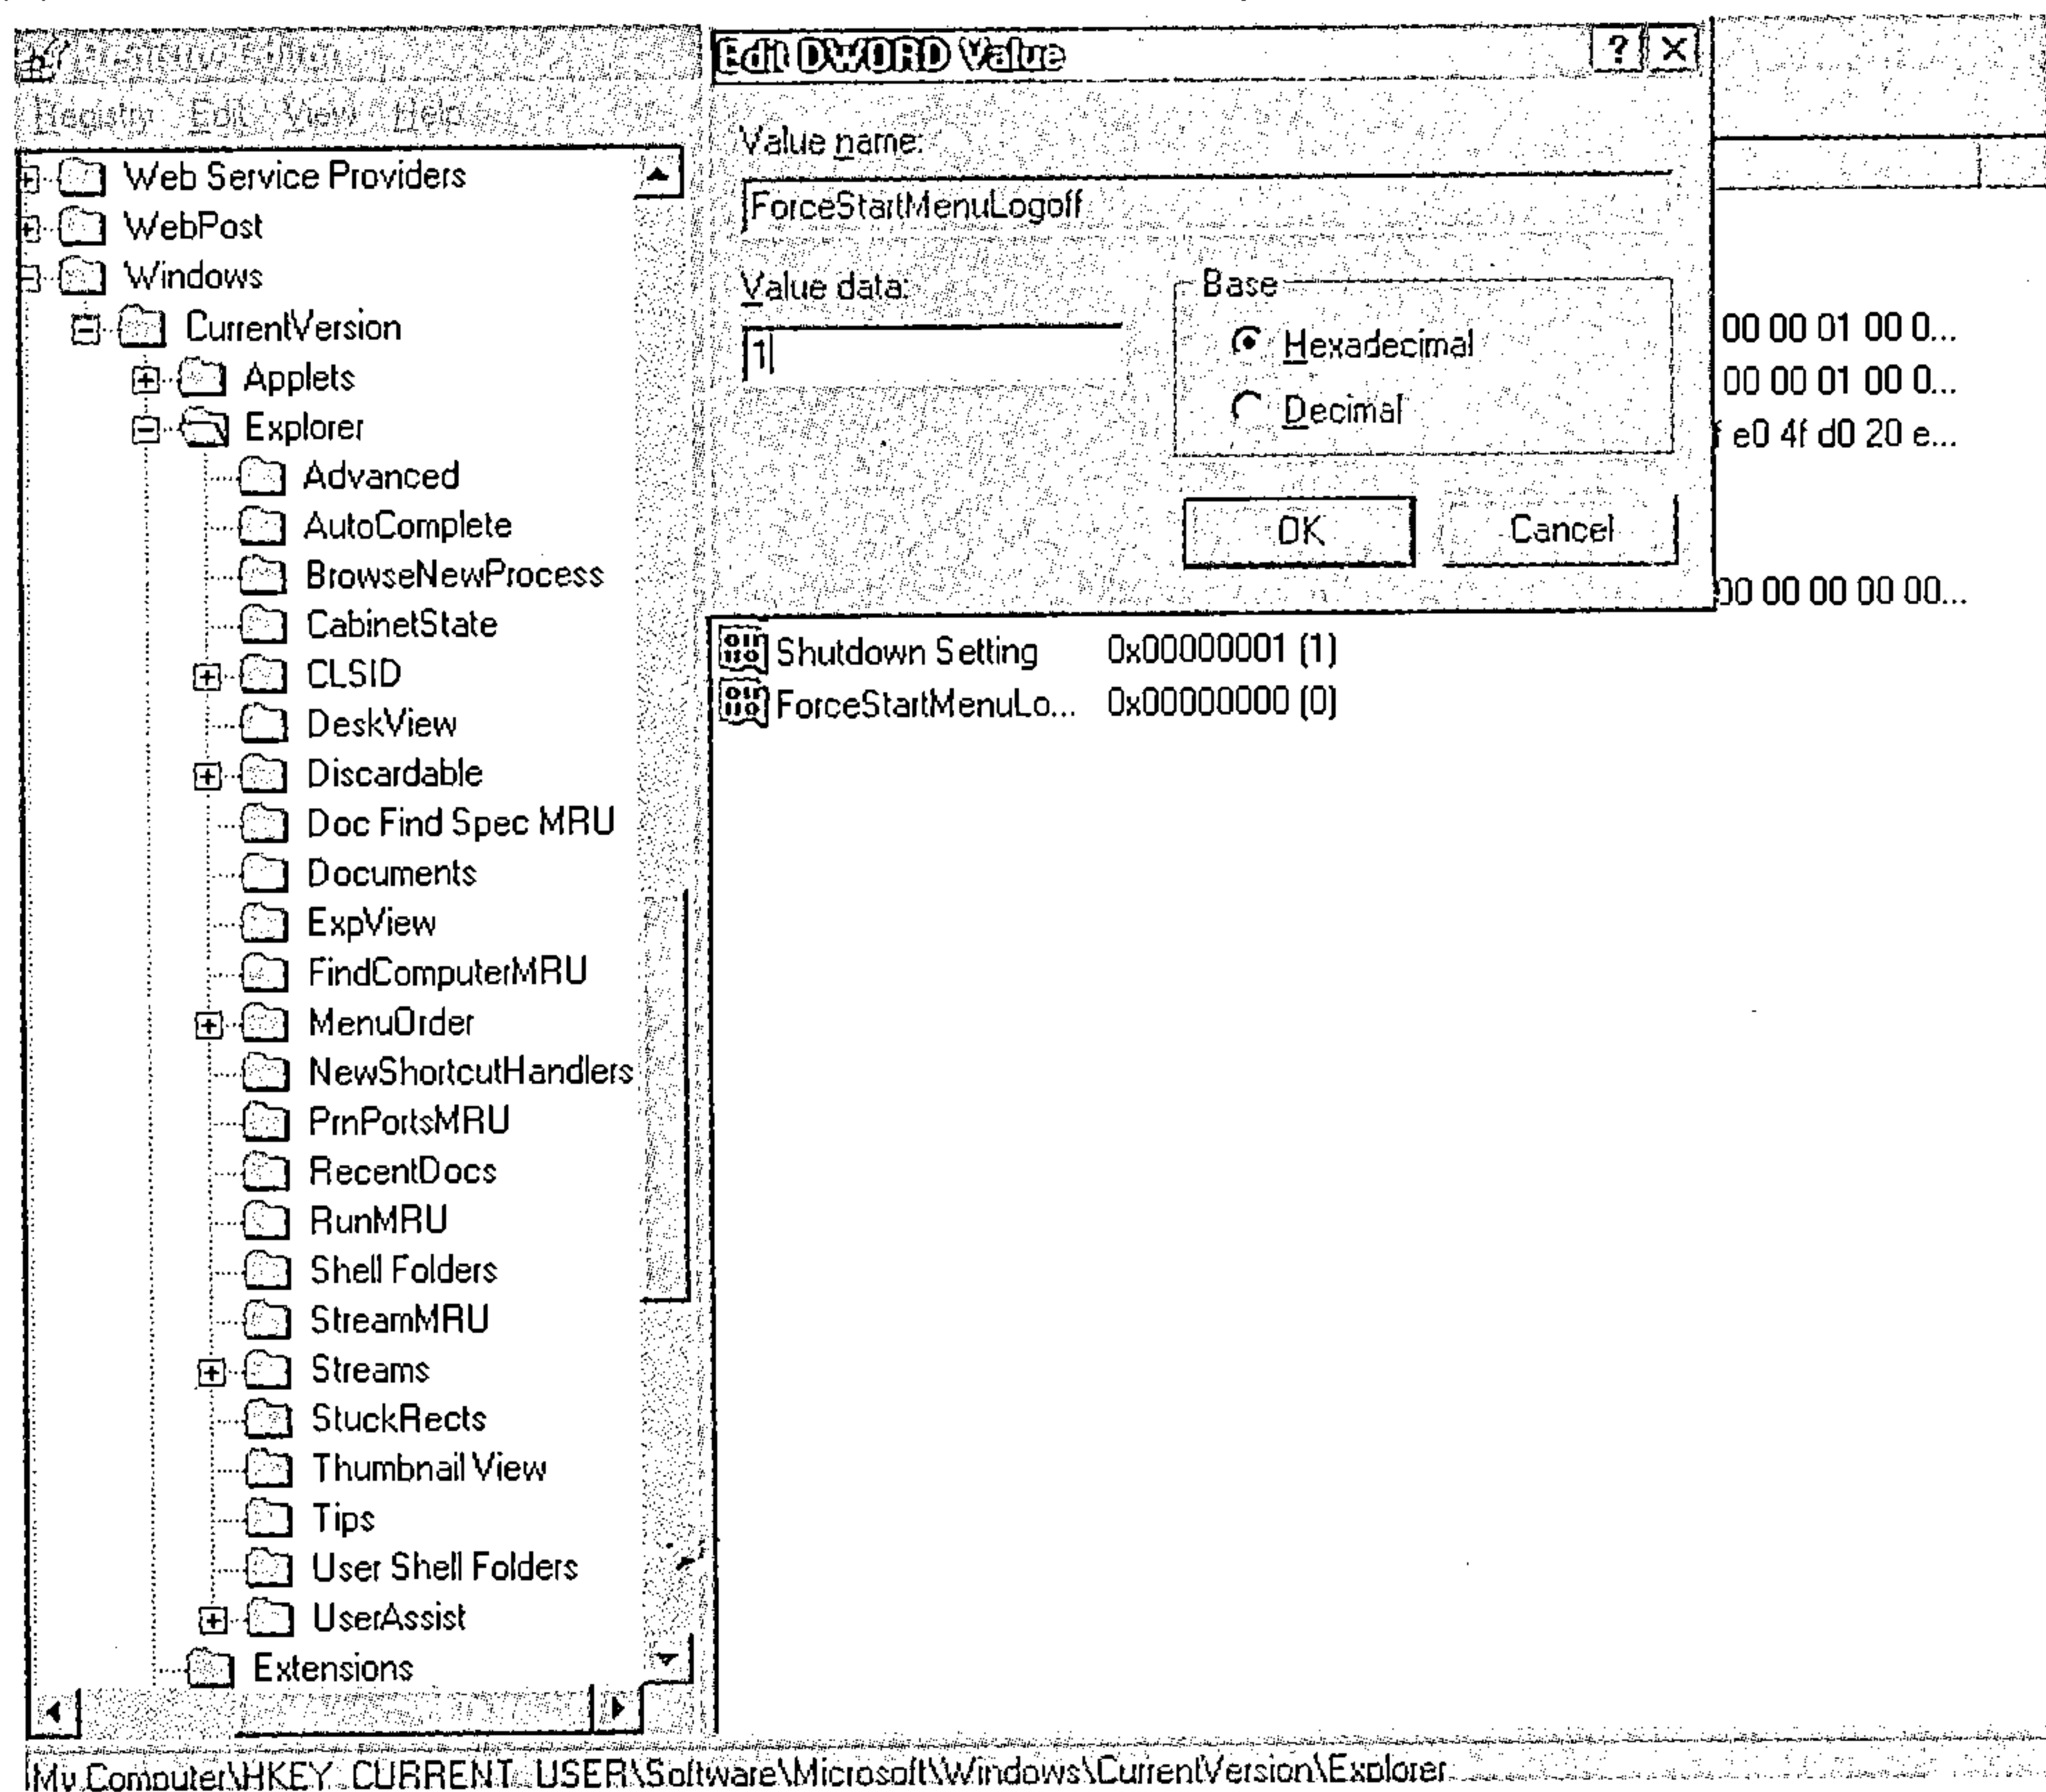 Registry Editor
Registry Edit View Help
Web Service Providers
WebPost
Windows
CurrentVersion
Applets
Explorer
Advanced
AutoComplete
BrowseNewProcess
CabinetState
CLSID
DeskView
Discardable
Doc Find Spec MRU
Documents
ExpView
FindComputerMRU
MenuOrder
NewShortcutHandlers
PrnPortsMRU
RecentDocs
RunMRU
Shell Folders
StreamMRU
Streams
StuckRects
Thumbnail View
Tips
User Shell Folders
UserAssist
Extensions
Edit DWORD Value
Value name:
ForceStartMenuLogoff
Value data:
1
Base
Hexadecimal
Decimal
OK Cancel
00 00 01 00 0...
00 00 01 00 0...
e0 4f d0 20 e...
00 00 00 00 00...
Shutdown Setting 0x00000001 (1)
ForceStartMenuLo... 0x00000000 (0)
My Computer\HKEY_CURRENT_USER\Software\Microsoft\Windows\CurrentVersion\Explorer